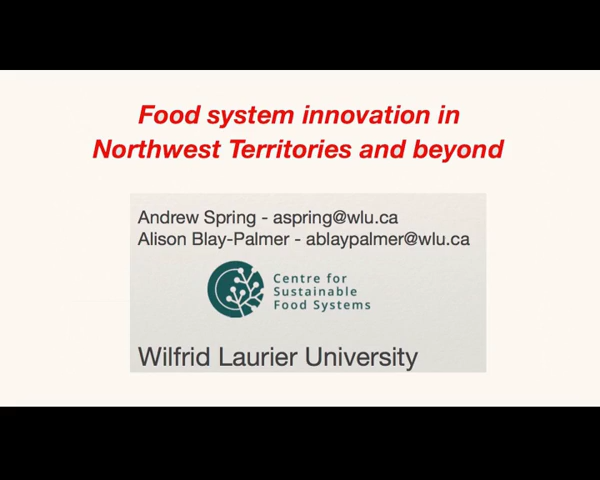 Food system innovation in
Northwest Territories and beyond
Andrew Spring - aspring@wlu.ca
Alison Blay-Palmer - ablaypalmer@wlu.ca
Centre for
Sustainable
Food Systems
Wilfrid Laurier University